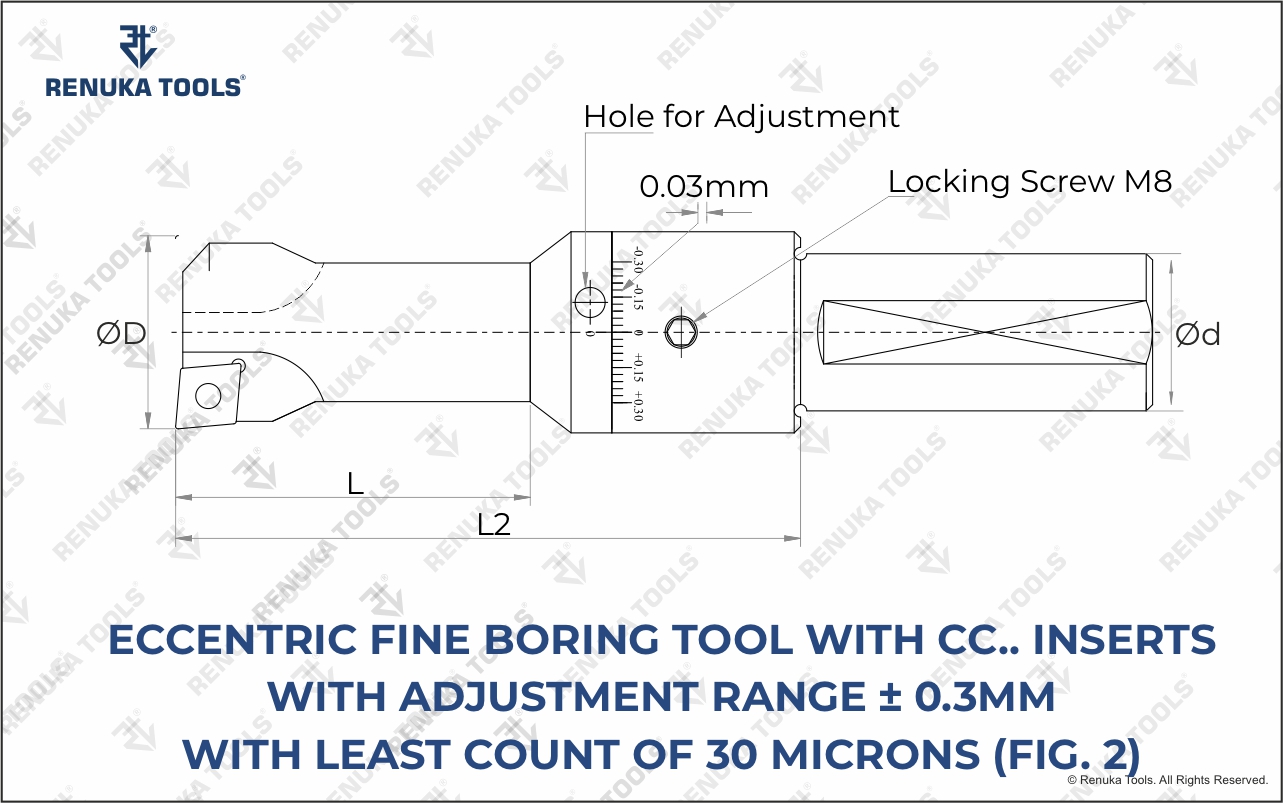 RENUKA TOOLS®
Hole for Adjustment
0.03mm
Locking Screw M8
-0.30
-0.15
0
+0.15
+0.30
0
ØD
Ød
L
L2
ECCENTRIC FINE BORING TOOL WITH CC.. INSERTS
WITH ADJUSTMENT RANGE ± 0.3MM
WITH LEAST COUNT OF 30 MICRONS (FIG. 2)
© Renuka Tools. All Rights Reserved.